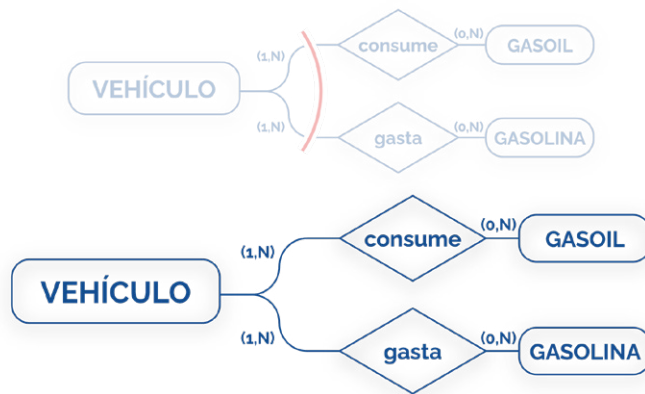 (1,N) consume (0,N) GASOIL
VEHÍCULO
(1,N) gasta (0,N) GASOLINA
(1,N) consume (0,N) GASOIL
VEHÍCULO
(1,N) gasta (0,N) GASOLINA